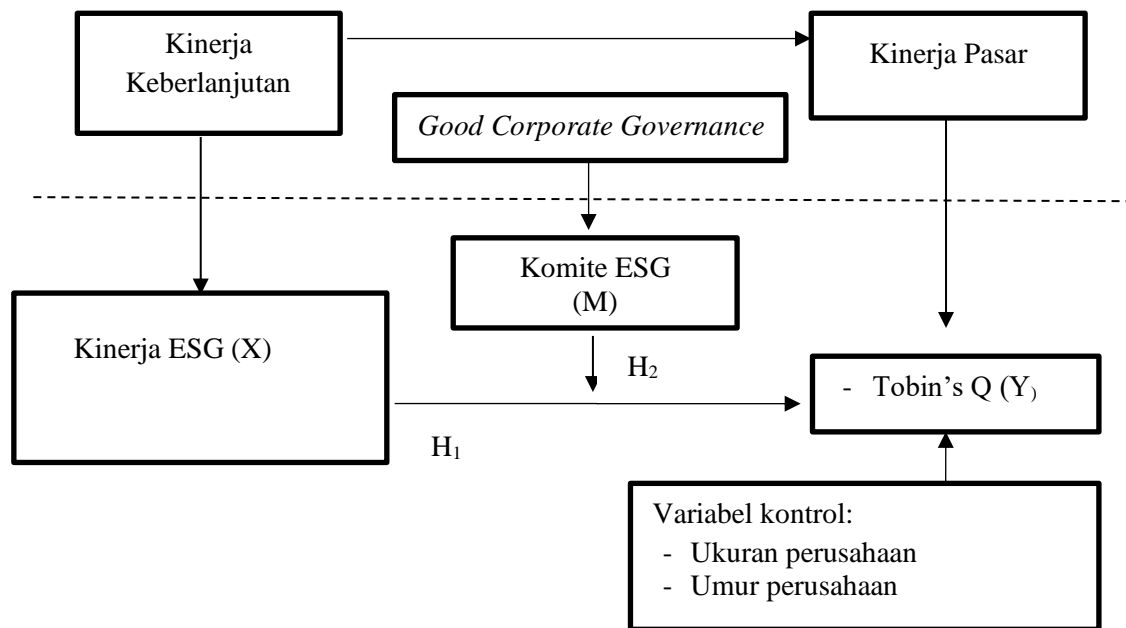 Kinerja
Keberlanjutan
Kinerja Pasar
Good Corporate Governance
Komite ESG
(M)
Kinerja ESG (X)
H₂
- Tobin’s Q (Y)
H₁
Variabel kontrol:
- Ukuran perusahaan
- Umur perusahaan